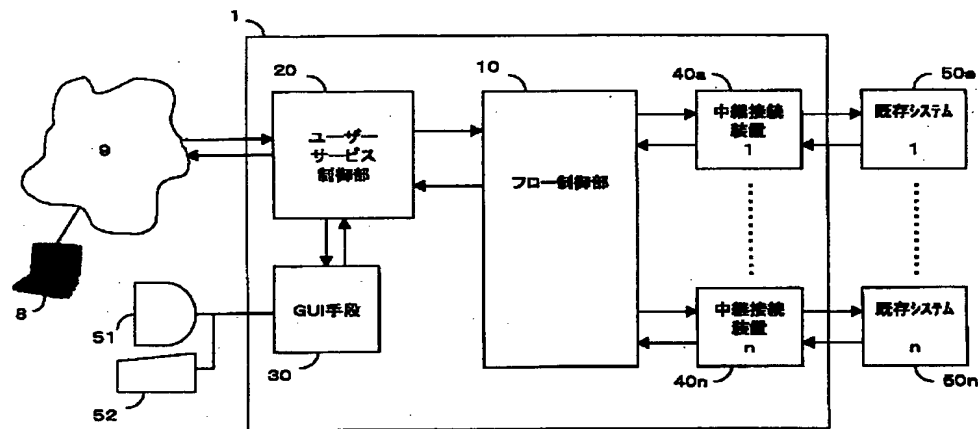 1
20
10
40a
50a
ユーザー
サービス
制御部
フロー制御部
中継接続
装置
1
既存システム
1
9
8
51
52
GUI手段
30
中継接続
装置
n
40n
既存システム
n
50n